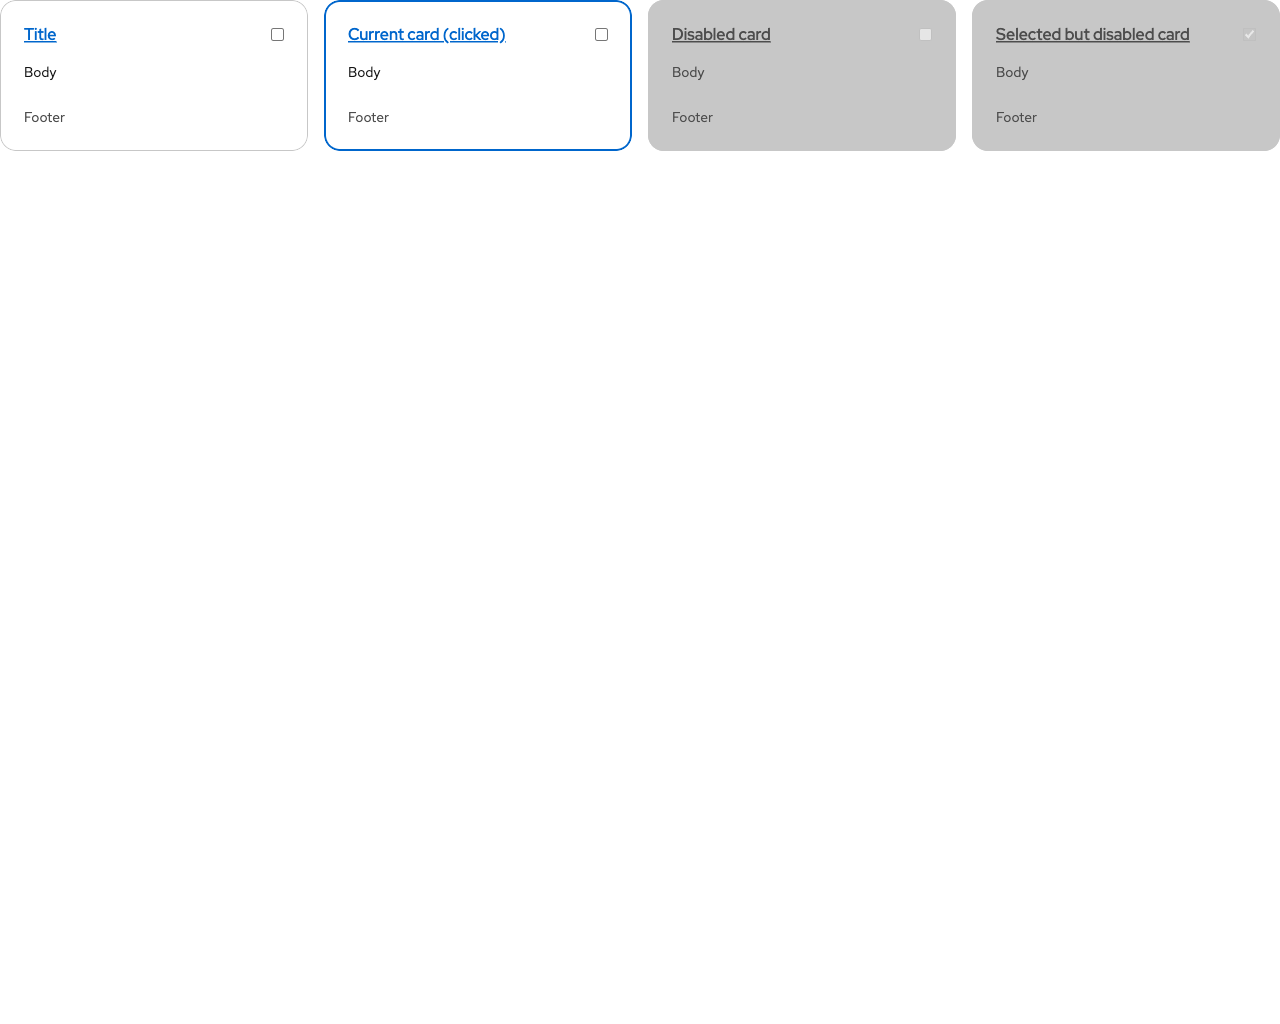 Title
Body
Footer
Current card (clicked)
Body
Footer
Disabled card
Body
Footer
Selected but disabled card
Body
Footer